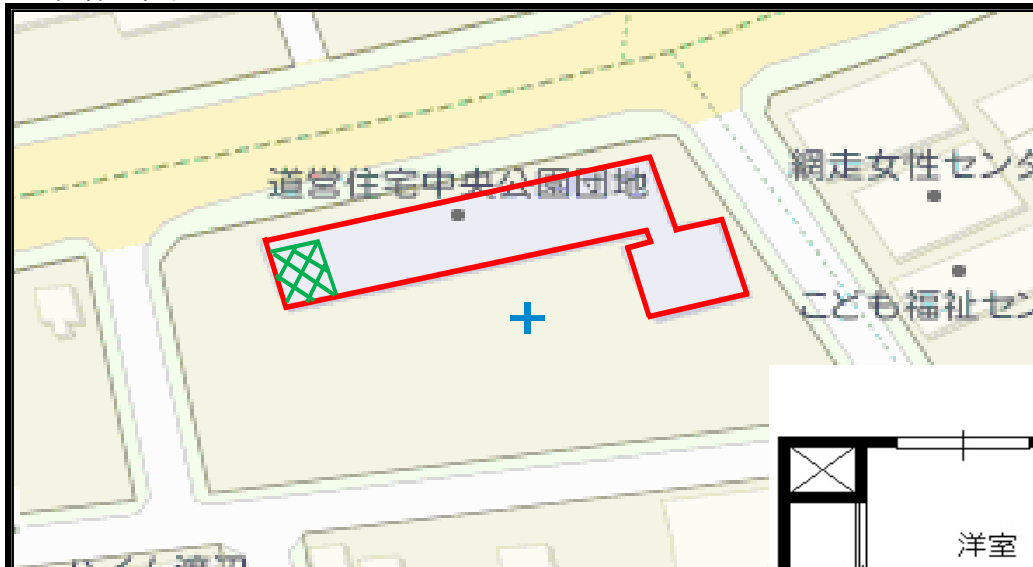 道営住宅中央公園団地
網走女性センタ
こども福祉セン
洋室